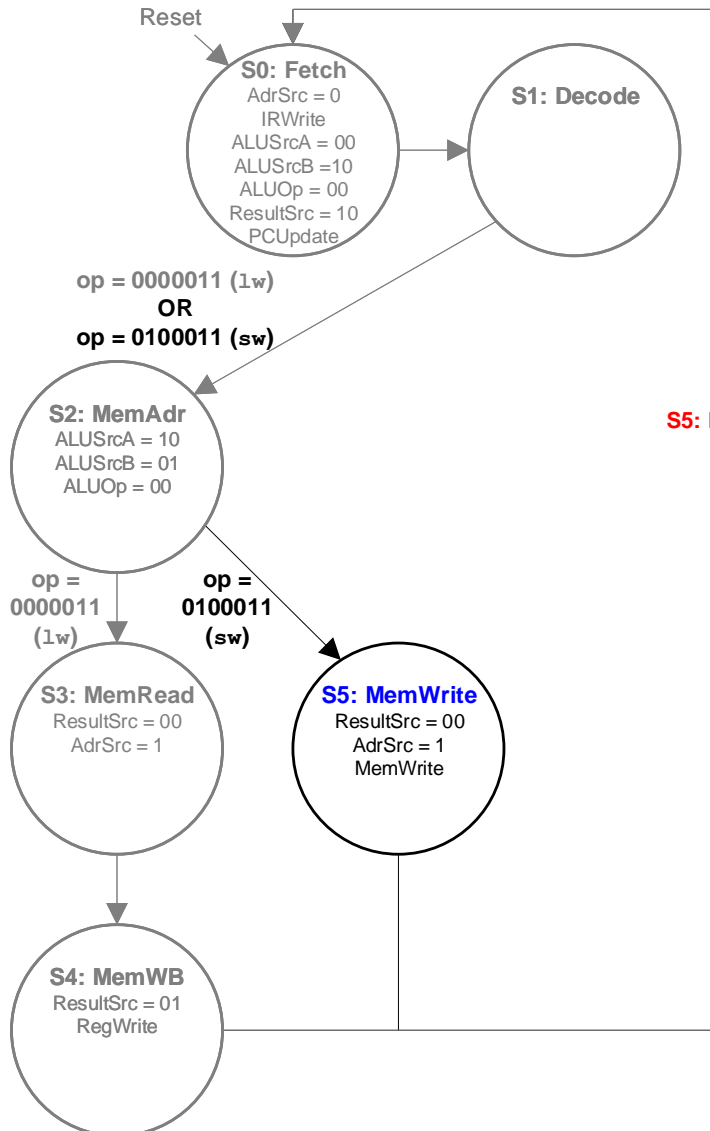 Reset
S0: Fetch
AdrSrc = 0
IRWrite
ALUSrcA = 00
ALUSrcB =10
ALUOp = 00
ResultSrc = 10
PCUpdate
S1: Decode
op = 0000011 (lw)
OR
op = 0100011 (sw)
S2: MemAdr
ALUSrcA = 10
ALUSrcB = 01
ALUOp = 00
S5:
op =
0000011
(lw)
op =
0100011
(sw)
S3: MemRead
ResultSrc = 00
AdrSrc = 1
S5: MemWrite
ResultSrc = 00
AdrSrc = 1
MemWrite
S4: MemWB
ResultSrc = 01
RegWrite